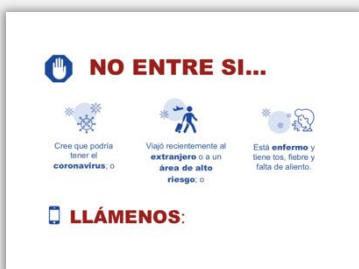 NO ENTRE SI...
Cree que podría
tener el
coronavirus; o
Viajó recientemente al
extranjero o a un
área de alto
riesgo; o
Está enfermo y
tiene tos, fiebre y
falta de aliento.
LLÁMENOS: